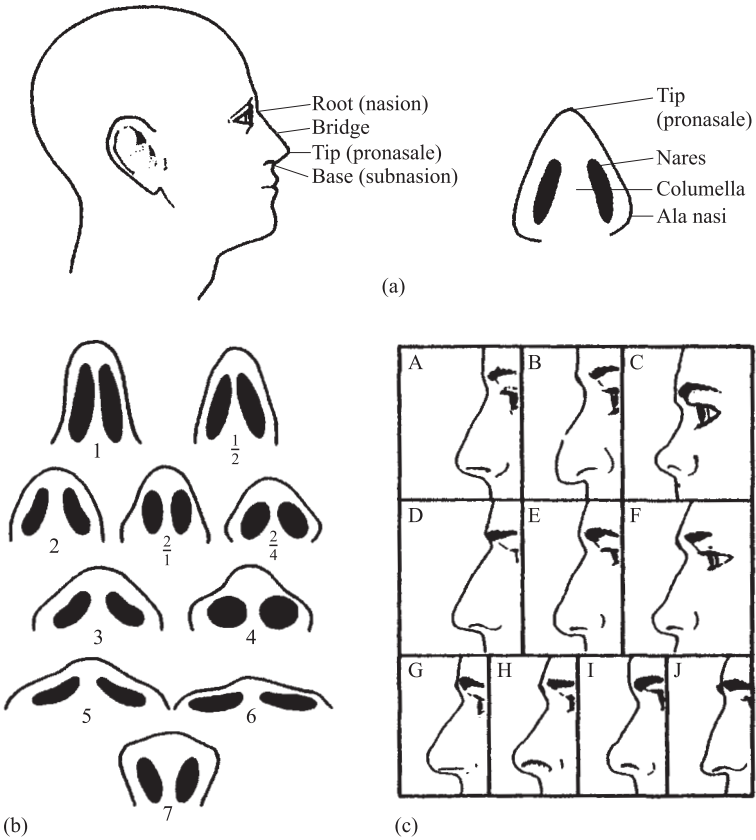 Root (nasion)
Bridge
Tip (pronasale)
Base (subnasion)
Tip
(pronasale)
Nares
Columella
Ala nasi
(a)
1
1/2
2
2/1
2/4
3
4
5
6
7
(b)
A
B
C
D
E
F
G
H
I
J
(c)